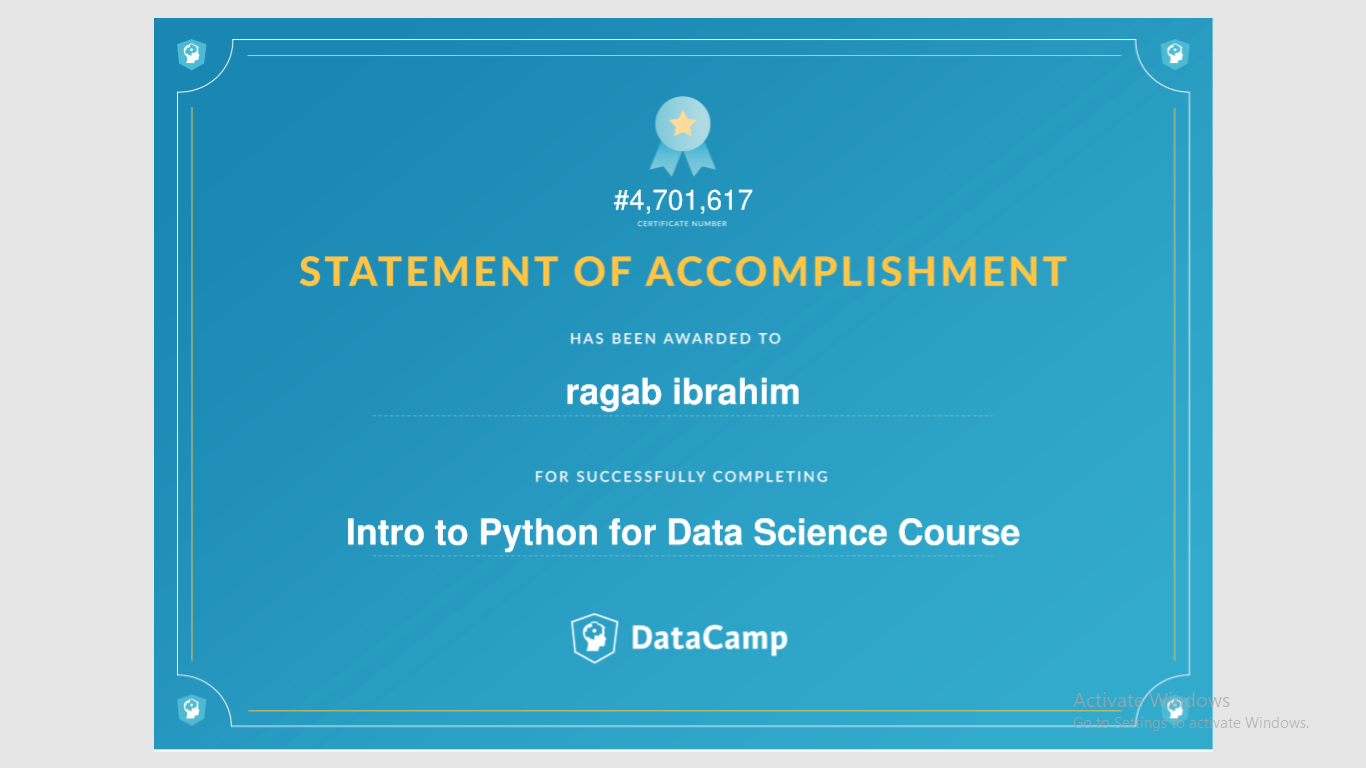 #4,701,617
CERTIFICATE NUMBER
STATEMENT OF ACCOMPLISHMENT
HAS BEEN AWARDED TO
ragab ibrahim
FOR SUCCESSFULLY COMPLETING
Intro to Python for Data Science Course
DataCamp
Activate Windows
Go to Settings to activate Windows.